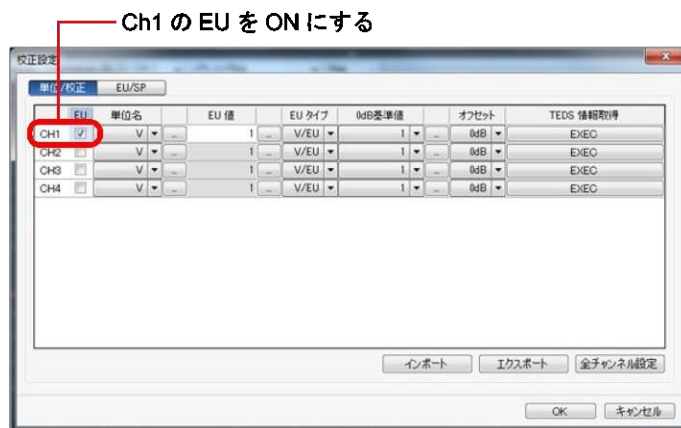 Ch1 の EU を ON にする
校正設定
単位/校正 EU/SP
EU 単位名 EU 値 EU タイプ 0dB基準値 オフセット TEDS 情報取得
CH1 V ... 1 ... V/EU 1 ... 0dB EXEC
CH2 V ... 1 ... V/EU 1 ... 0dB EXEC
CH3 V ... 1 ... V/EU 1 ... 0dB EXEC
CH4 V ... 1 ... V/EU 1 ... 0dB EXEC
インポート エクスポート 全チャンネル設定
OK キャンセル